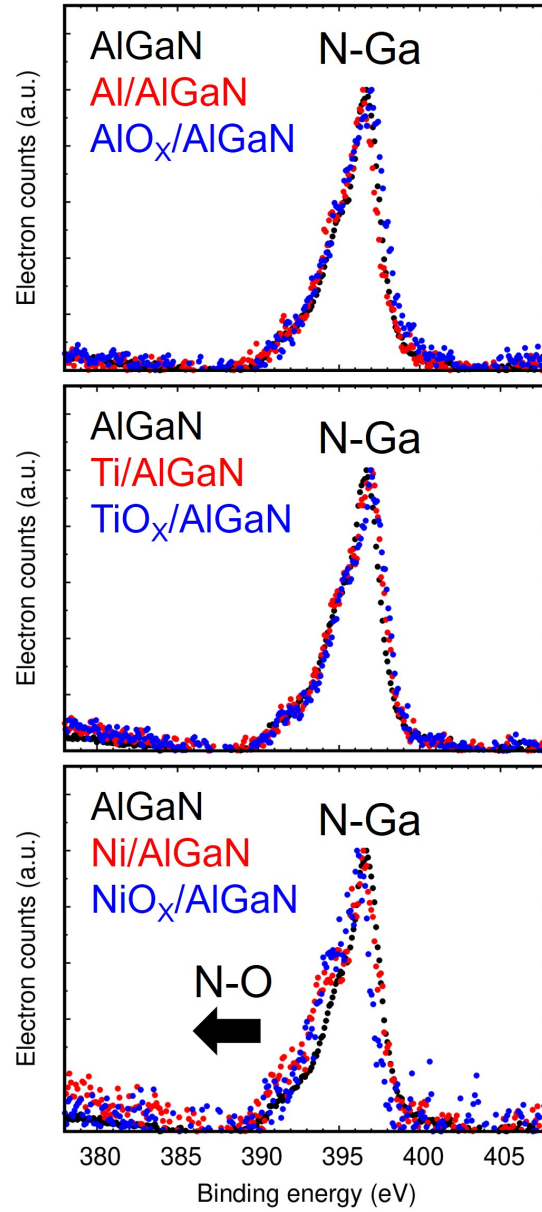 AlGaN
N-Ga
Al/AlGaN
AlOX/AlGaN
Electron counts (a.u.)
AlGaN
N-Ga
Ti/AlGaN
TiOX/AlGaN
Electron counts (a.u.)
AlGaN
N-Ga
Ni/AlGaN
NiOX/AlGaN
N-O
Electron counts (a.u.)
380 385 390 395 400 405
Binding energy (eV)